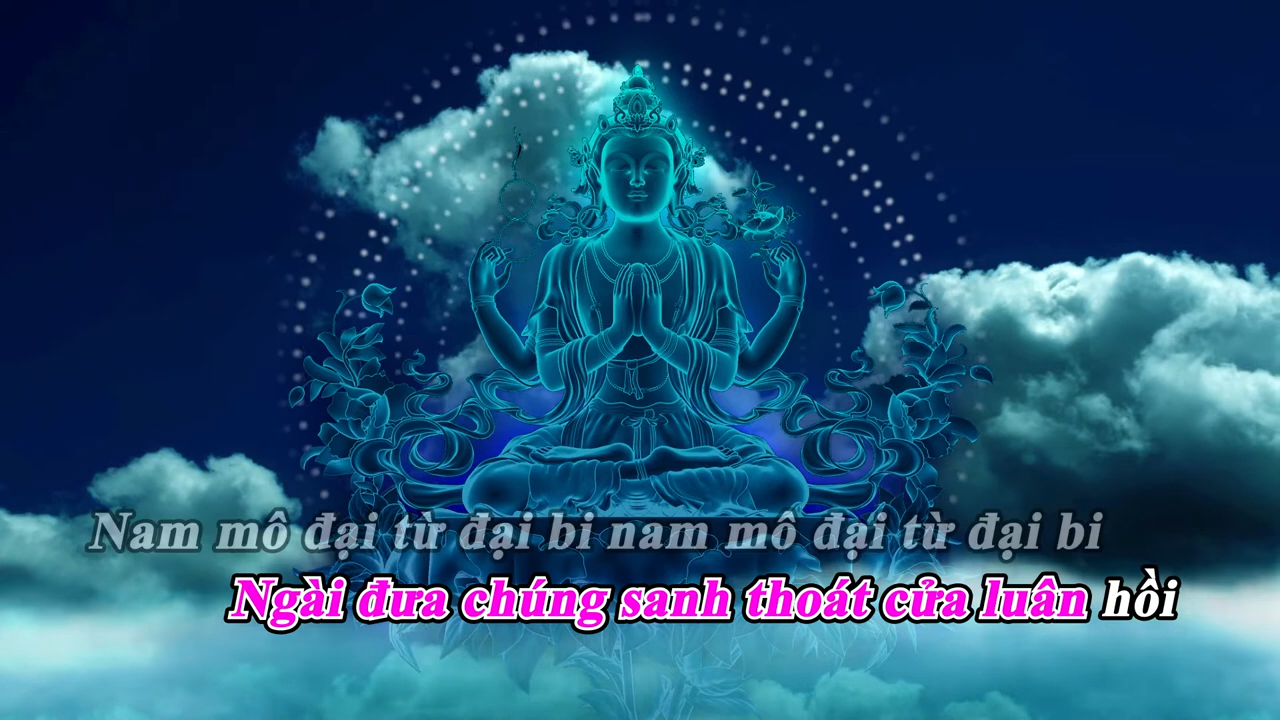 Nam mô đại từ đại bi nam mô đại từ đại bi
Ngài đưa chúng sanh thoát cửa luân hồi